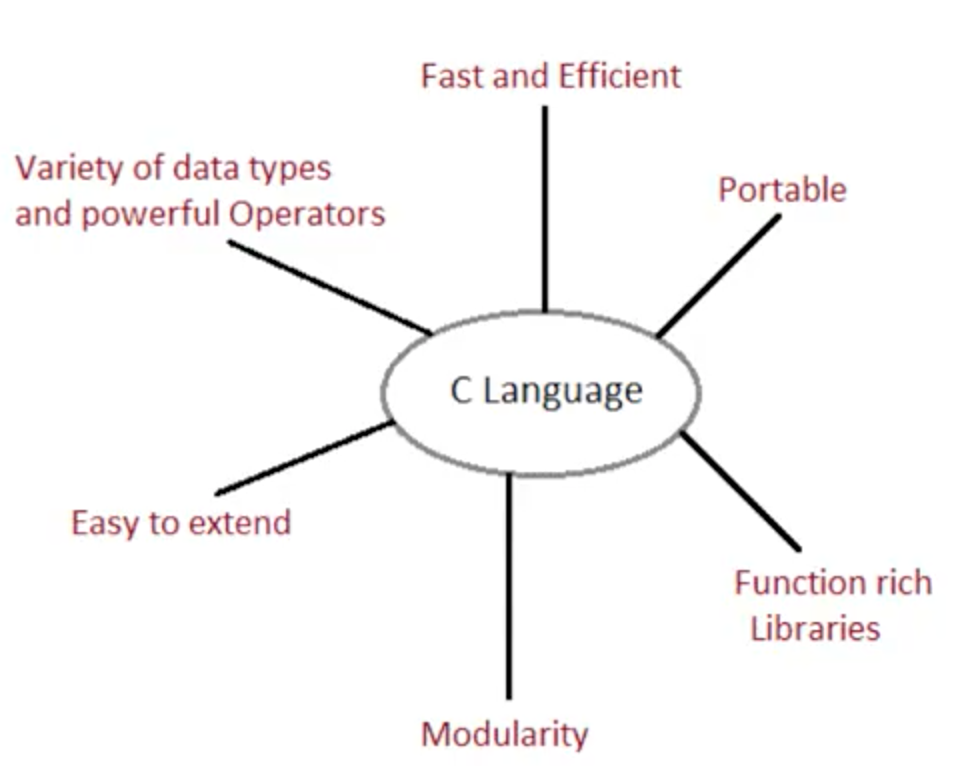 Fast and Efficient
Variety of data types
and powerful Operators
Portable
C Language
Easy to extend
Function rich
Libraries
Modularity